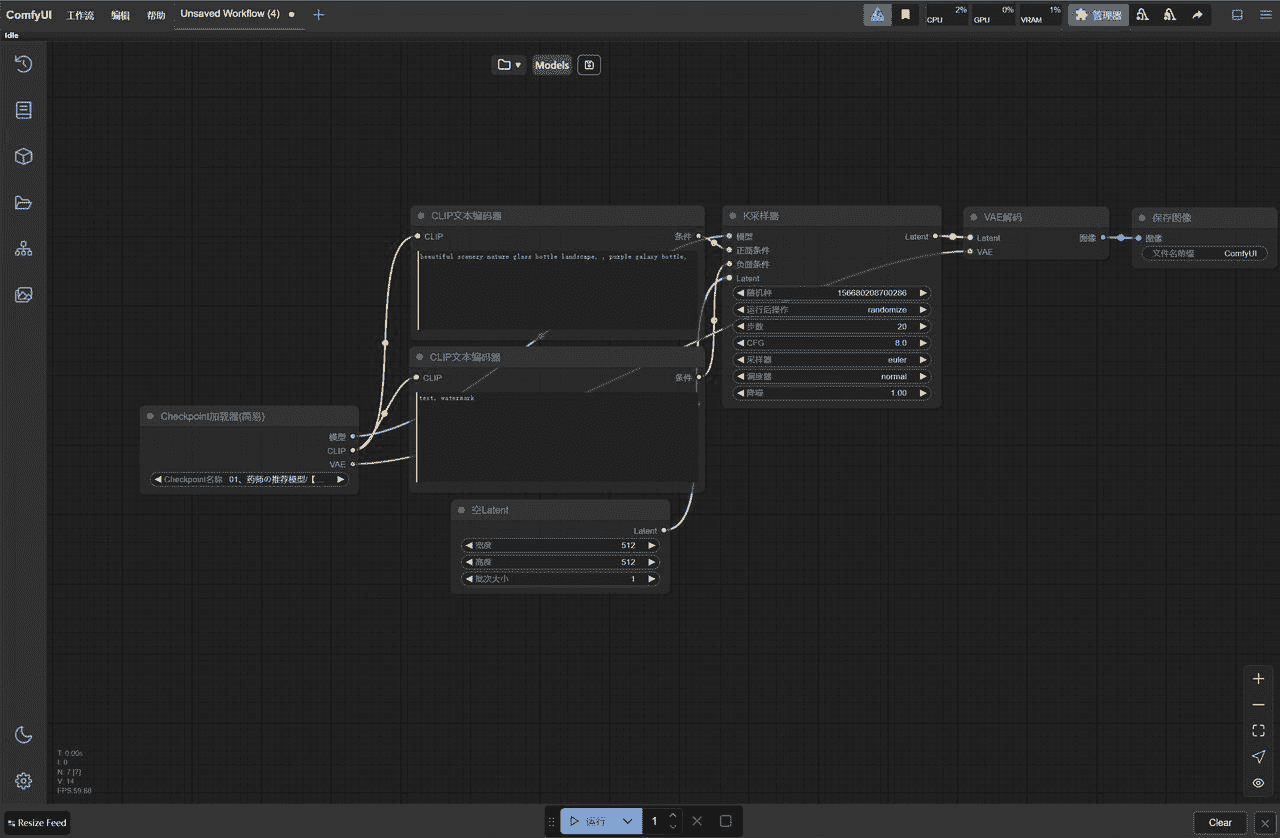 ComfyUI 工作流 编辑 帮助 Unsaved Workflow (4)
CPU 2% GPU 0% VRAM 1% 管理器
Idle
Models
CLIP文本编码器
CLIP 条件
beautiful scenery nature glass bottle landscape, , purple galaxy bottle,
CLIP文本编码器
CLIP 条件
text, watermark
Checkpoint加载器(简易)
模型
CLIP
VAE
Checkpoint名称 01、药师の推荐模型/【...
空Latent
Latent
宽度 512
高度 512
批次大小 1
K采样器
模型 Latent
正面条件
负面条件
Latent
随机种 156680208700286
运行后操作 randomize
步数 20
CFG 8.0
采样器 euler
调度器 normal
降噪 1.00
VAE解码
Latent 图像
VAE
保存图像
图像
文件名前缀 ComfyUI
T: 0.00s
I: 0
N: 7 [7]
V: 14
FPS:59.88
Resize Feed
运行 1
Clear